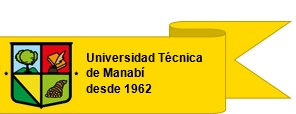 Universidad Técnica
de Manabí
desde 1962